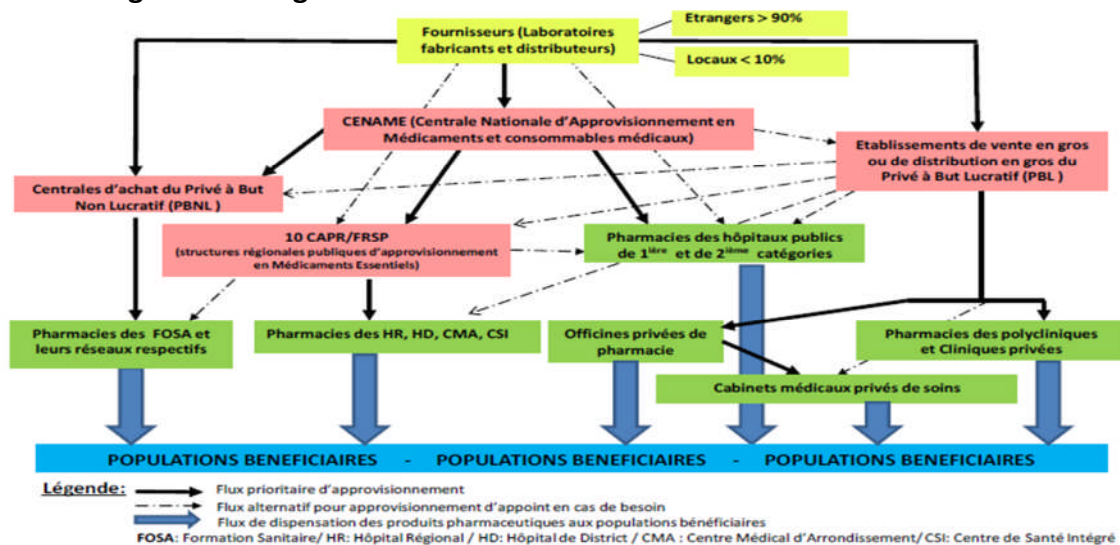 Fournisseurs (Laboratoires
fabricants et distributeurs)
Etrangers > 90%
Locaux < 10%
CENAME (Centrale Nationale d'Approvisionnement en
Médicaments et consommables médicaux)
Etablissements de vente en gros
ou de distribution en gros du
Privé à But Lucratif (PBL )
Centrales d'achat du Privé à But
Non Lucratif (PBNL )
10 CAPR/FRSP
(structures régionales publiques d'approvisionnement
en Médicaments Essentiels)
Pharmacies des hôpitaux publics
de 1ière et de 2ième catégories
Pharmacies des FOSA et
leurs réseaux respectifs
Pharmacies des HR, HD, CMA, CSI
Officines privées de
pharmacie
Pharmacies des polycliniques
et Cliniques privées
Cabinets médicaux privés de soins
POPULATIONS BENEFICIAIRES - POPULATIONS BENEFICIAIRES - POPULATIONS BENEFICIAIRES
Légende:
Flux prioritaire d'approvisionnement
Flux alternatif pour approvisionnement d'appoint en cas de besoin
Flux de dispensation des produits pharmaceutiques aux populations bénéficiaires
FOSA: Formation Sanitaire/ HR: Hôpital Régional / HD: Hôpital de District / CMA : Centre Médical d'Arrondissement/ CSI: Centre de Santé Intégré